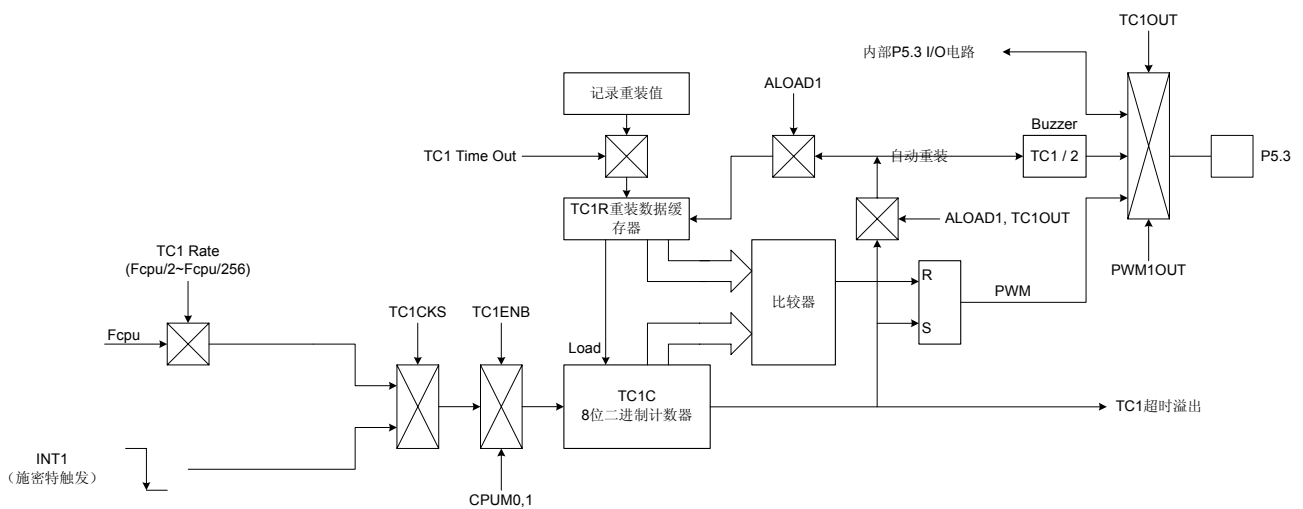 TC1OUT
内部P5.3 I/O电路
记录重装值
ALOAD1
Buzzer
TC1 Time Out
自动重装
TC1 / 2
P5.3
TC1R重装数据缓
存器
ALOAD1, TC1OUT
TC1 Rate
(Fcpu/2~Fcpu/256)
PWM1OUT
R
比较器
PWM
TC1CKS
TC1ENB
Fcpu
S
Load
TC1C
8位二进制计数器
TC1超时溢出
INT1
（施密特触发）
CPUM0,1